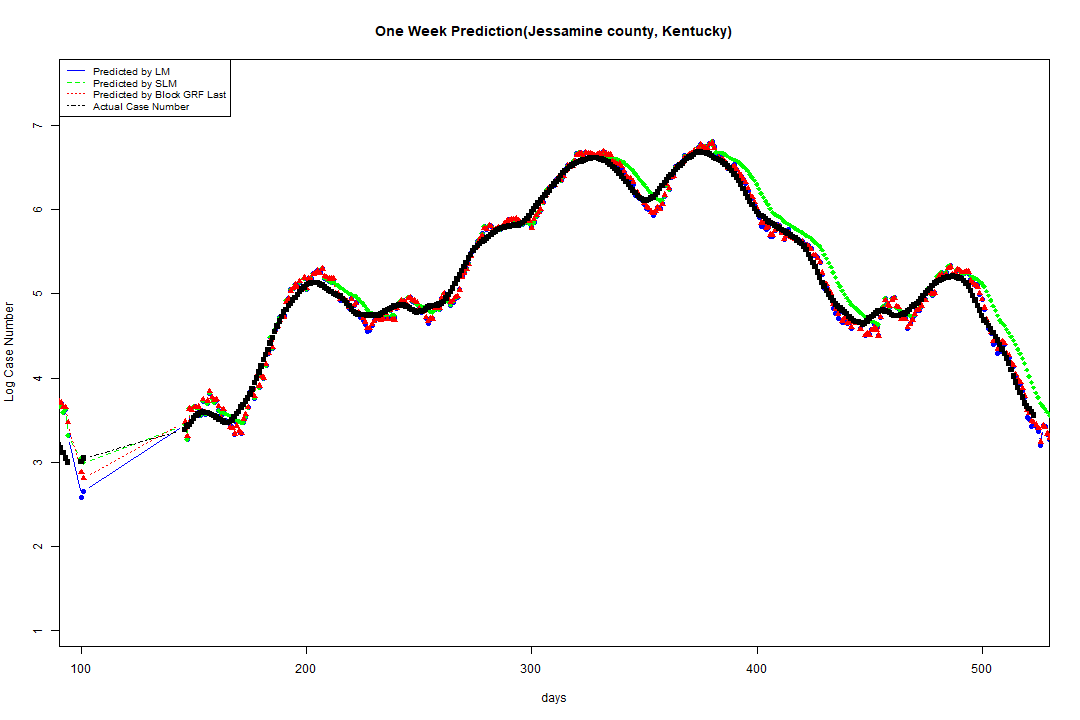 One Week Prediction(Jessamine county, Kentucky)
Predicted by LM
Predicted by SLM
Predicted by Block GRF Last
Actual Case Number
7
6
5
4
3
2
1
Log Case Number
100 200 300 400 500
days